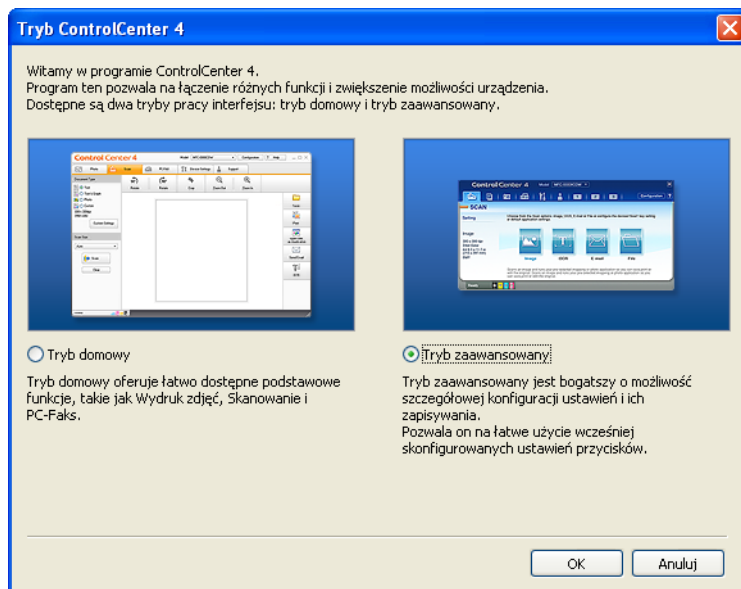 Tryb ControlCenter 4
Witamy w programie ControlCenter 4.
Program ten pozwala na łączenie różnych funkcji i zwiększenie możliwości urządzenia.
Dostępne są dwa tryby pracy interfejsu: tryb domowy i tryb zaawansowany.
Control Center 4
Control Center 4
SCAN
Image
OCR
E-mail
File
Tryb domowy
Tryb domowy oferuje łatwo dostępne podstawowe
funkcje, takie jak Wydruk zdjęć, Skanowanie i
PC-Faks.
Tryb zaawansowany
Tryb zaawansowany jest bogatszy o możliwość
szczegółowej konfiguracji ustawień i ich
zapisywania.
Pozwala on na łatwe użycie wcześniej
skonfigurowanych ustawień przycisków.
OK
Anuluj